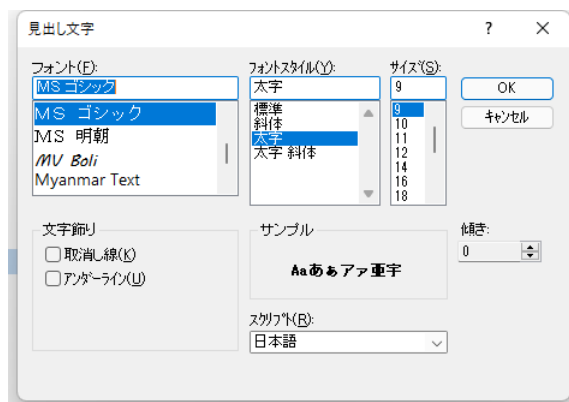 見出し文字
? ×
フォント(F):
MS ゴシック
MS ゴシック
MS 明朝
MV Boli
Myanmar Text
フォントスタイル(Y):
太字
標準
斜体
太字
太字 斜体
サイズ(S):
9
9
10
11
12
14
16
18
OK
キャンセル
文字飾り
取消し線(K)
アンダーライン(U)
サンプル
Aaあぁアァ亜宇
傾き:
0
スクリプト(R):
日本語